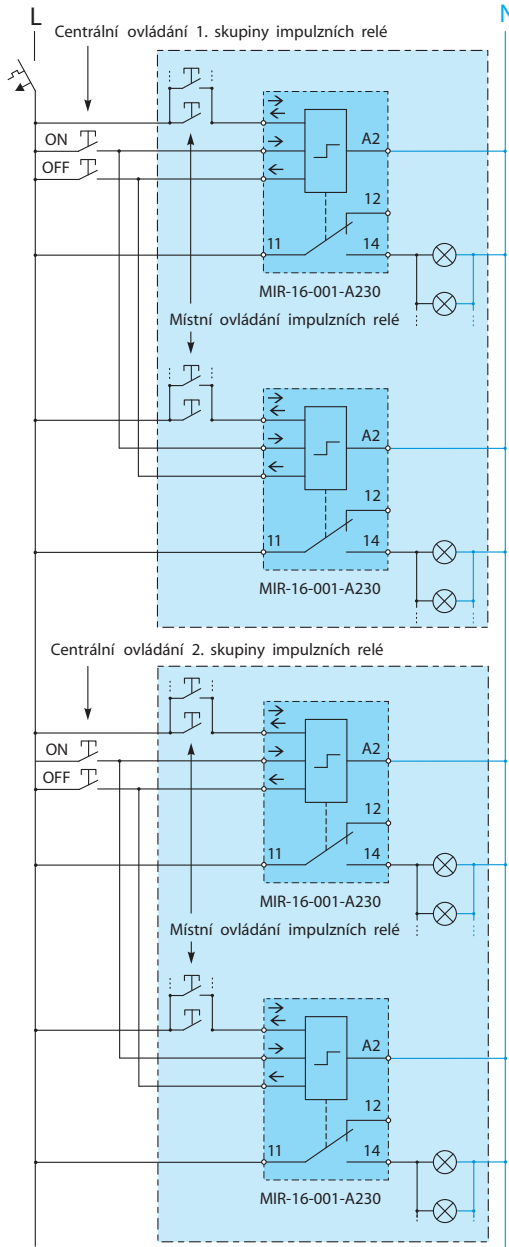 L
N
Centrální ovládání 1. skupiny impulzních relé
ON
A2
OFF
12
11
14
MIR-16-001-A230
Místní ovládání impulzních relé
A2
12
11
14
MIR-16-001-A230
Centrální ovládání 2. skupiny impulzních relé
ON
A2
OFF
12
11
14
MIR-16-001-A230
Místní ovládání impulzních relé
A2
12
11
14
MIR-16-001-A230